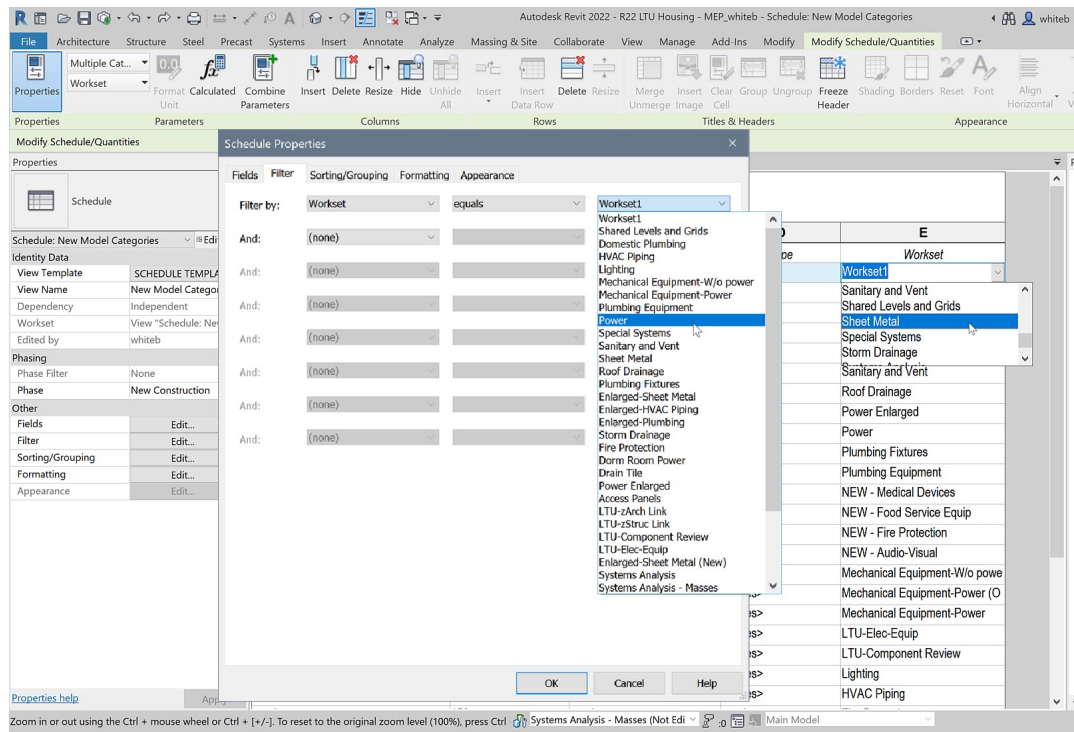 Autodesk Revit 2022 - R22 LTU Housing - MEP_whiteb - Schedule: New Model Categories
whiteb
File Architecture Structure Steel Precast Systems Insert Annotate Analyze Massing & Site Collaborate View Manage Add-Ins Modify Modify Schedule/Quantities
Multiple Cat...
Workset
Properties
Format Unit
Calculated
Combine Parameters
Insert Delete Resize Hide Unhide All
Insert
Insert Data Row
Delete Resize
Merge Unmerge
Insert Image
Clear Cell
Group Ungroup
Freeze Header
Shading Borders Reset Font
Align Horizontal
Properties Parameters Columns Rows Titles & Headers Appearance
Modify Schedule/Quantities
Properties
Schedule
Schedule: New Model Categories Edi
Identity Data
View Template SCHEDULE TEMPLA
View Name New Model Catego
Dependency Independent
Workset View "Schedule: Ne
Edited by whiteb
Phasing
Phase Filter None
Phase New Construction
Other
Fields Edit...
Filter Edit...
Sorting/Grouping Edit...
Formatting Edit...
Appearance Edit...
Properties help
App
Schedule Properties
Fields Filter Sorting/Grouping Formatting Appearance
Filter by: Workset equals Workset1
And: (none)
And: (none)
And: (none)
And: (none)
And: (none)
And: (none)
And: (none)
Workset1
Shared Levels and Grids
Domestic Plumbing
HVAC Piping
Lighting
Mechanical Equipment-W/o power
Mechanical Equipment-Power
Plumbing Equipment
Power
Special Systems
Sanitary and Vent
Sheet Metal
Roof Drainage
Plumbing Fixtures
Enlarged-Sheet Metal
Enlarged-HVAC Piping
Enlarged-Plumbing
Storm Drainage
Fire Protection
Dorm Room Power
Drain Tile
Power Enlarged
Access Panels
LTU-zArch Link
LTU-zStruc Link
LTU-Component Review
LTU-Elec-Equip
Enlarged-Sheet Metal (New)
Systems Analysis
Systems Analysis - Masses
OK Cancel Help
E
pe Workset
Workset1
Sanitary and Vent
Shared Levels and Grids
Sheet Metal
Special Systems
Storm Drainage
Sanitary and Vent
Roof Drainage
Power Enlarged
Power
Plumbing Fixtures
Plumbing Equipment
NEW - Medical Devices
NEW - Food Service Equip
NEW - Fire Protection
NEW - Audio-Visual
Mechanical Equipment-W/o powe
Mechanical Equipment-Power (O
es> Mechanical Equipment-Power
es> LTU-Elec-Equip
es> LTU-Component Review
es> Lighting
es> HVAC Piping
Zoom in or out using the Ctrl + mouse wheel or Ctrl + [+/-]. To reset to the original zoom level (100%), press Ctrl
Systems Analysis - Masses (Not Edi
:0
Main Model